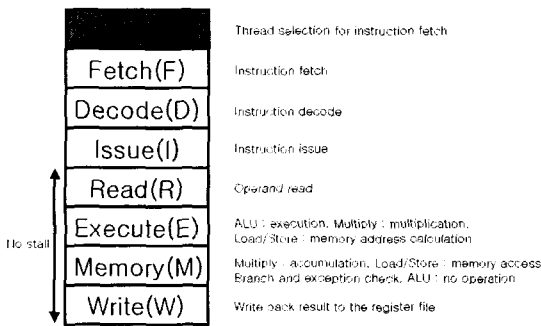 Thread selection for instruction fetch
Fetch(F) Instruction fetch
Decode(D) Instruction decode
Issue(I) Instruction issue
Read(R) Operand read
Execute(E) ALU : execution, Multiply : multiplication,
Load/Store : memory address calculation
No stall
Memory(M) Multiply : accumulation, Load/Store : memory access
Branch and exception check, ALU : no operation
Write(W) Write back result to the register file